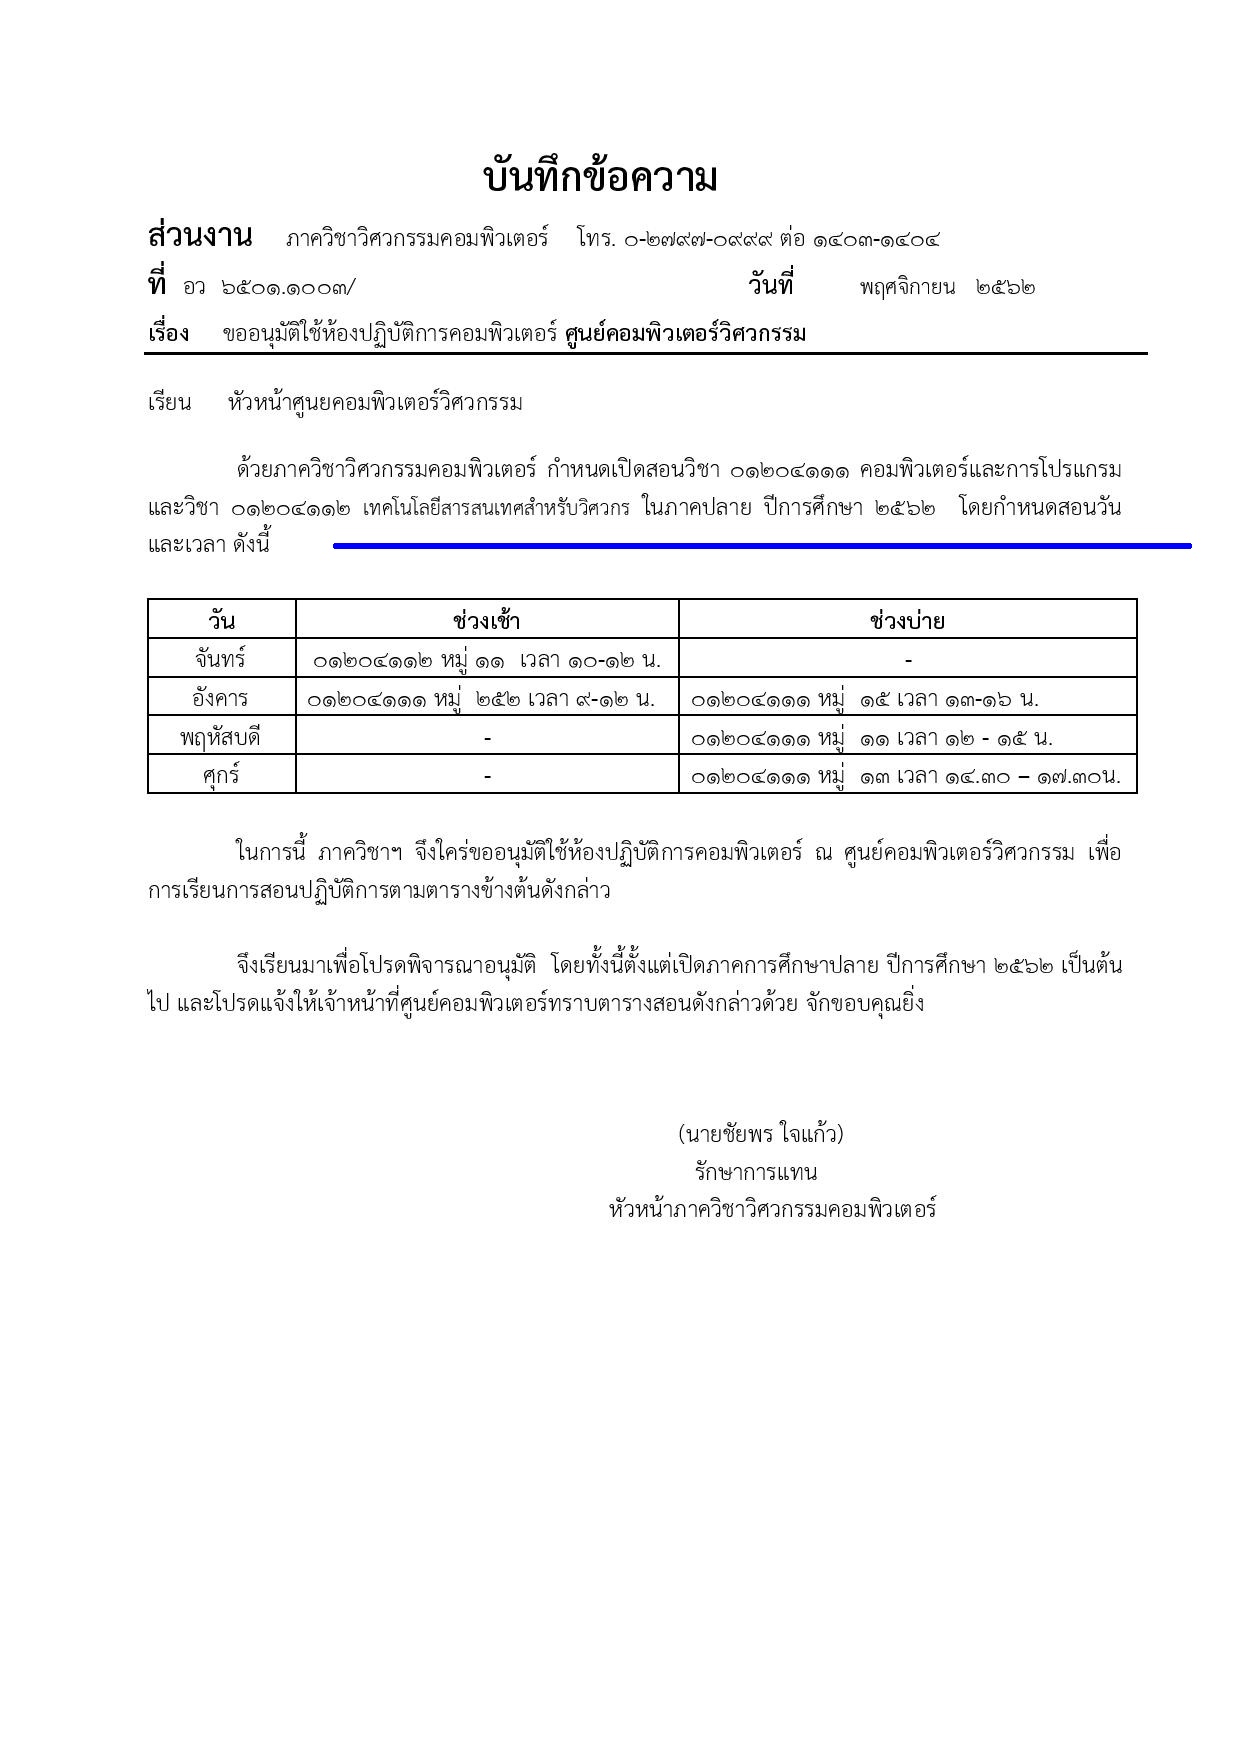 บันทึกข้อความ
ส่วนงาน ภาควิชาวิศวกรรมคอมพิวเตอร์ โทร. ๐-๒๗๙๗-๐๙๙๙ ต่อ ๑๔๐๓-๑๔๐๔
ที่ อว ๖๕๐๑.๑๐๐๓/ วันที่ พฤศจิกายน ๒๕๖๒
เรื่อง ขออนุมัติใช้ห้องปฏิบัติการคอมพิวเตอร์ ศูนย์คอมพิวเตอร์วิศวกรรม
เรียน หัวหน้าศูนยคอมพิวเตอร์วิศวกรรม
ด้วยภาควิชาวิศวกรรมคอมพิวเตอร์ กำหนดเปิดสอนวิชา ๐๑๒๐๔๑๑๑ คอมพิวเตอร์และการโปรแกรม
และวิชา ๐๑๒๐๔๑๑๒ เทคโนโลยีสารสนเทศสำหรับวิศวกร ในภาคปลาย ปีการศึกษา ๒๕๖๒ โดยกำหนดสอนวัน
และเวลา ดังนี้
วัน ช่วงเช้า ช่วงบ่าย
จันทร์ ๐๑๒๐๔๑๑๒ หมู่ ๑๑ เวลา ๑๐-๑๒ น. -
อังคาร ๐๑๒๐๔๑๑๑ หมู่ ๒๕๒ เวลา ๙-๑๒ น. ๐๑๒๐๔๑๑๑ หมู่ ๑๕ เวลา ๑๓-๑๖ น.
พฤหัสบดี - ๐๑๒๐๔๑๑๑ หมู่ ๑๑ เวลา ๑๒ - ๑๕ น.
ศุกร์ - ๐๑๒๐๔๑๑๑ หมู่ ๑๓ เวลา ๑๔.๓๐ – ๑๗.๓๐น.
ในการนี้ ภาควิชาฯ จึงใคร่ขออนุมัติใช้ห้องปฏิบัติการคอมพิวเตอร์ ณ ศูนย์คอมพิวเตอร์วิศวกรรม เพื่อ
การเรียนการสอนปฏิบัติการตามตารางข้างต้นดังกล่าว
จึงเรียนมาเพื่อโปรดพิจารณาอนุมัติ โดยทั้งนี้ตั้งแต่เปิดภาคการศึกษาปลาย ปีการศึกษา ๒๕๖๒ เป็นต้น
ไป และโปรดแจ้งให้เจ้าหน้าที่ศูนย์คอมพิวเตอร์ทราบตารางสอนดังกล่าวด้วย จักขอบคุณยิ่ง
(นายชัยพร ใจแก้ว)
รักษาการแทน
หัวหน้าภาควิชาวิศวกรรมคอมพิวเตอร์